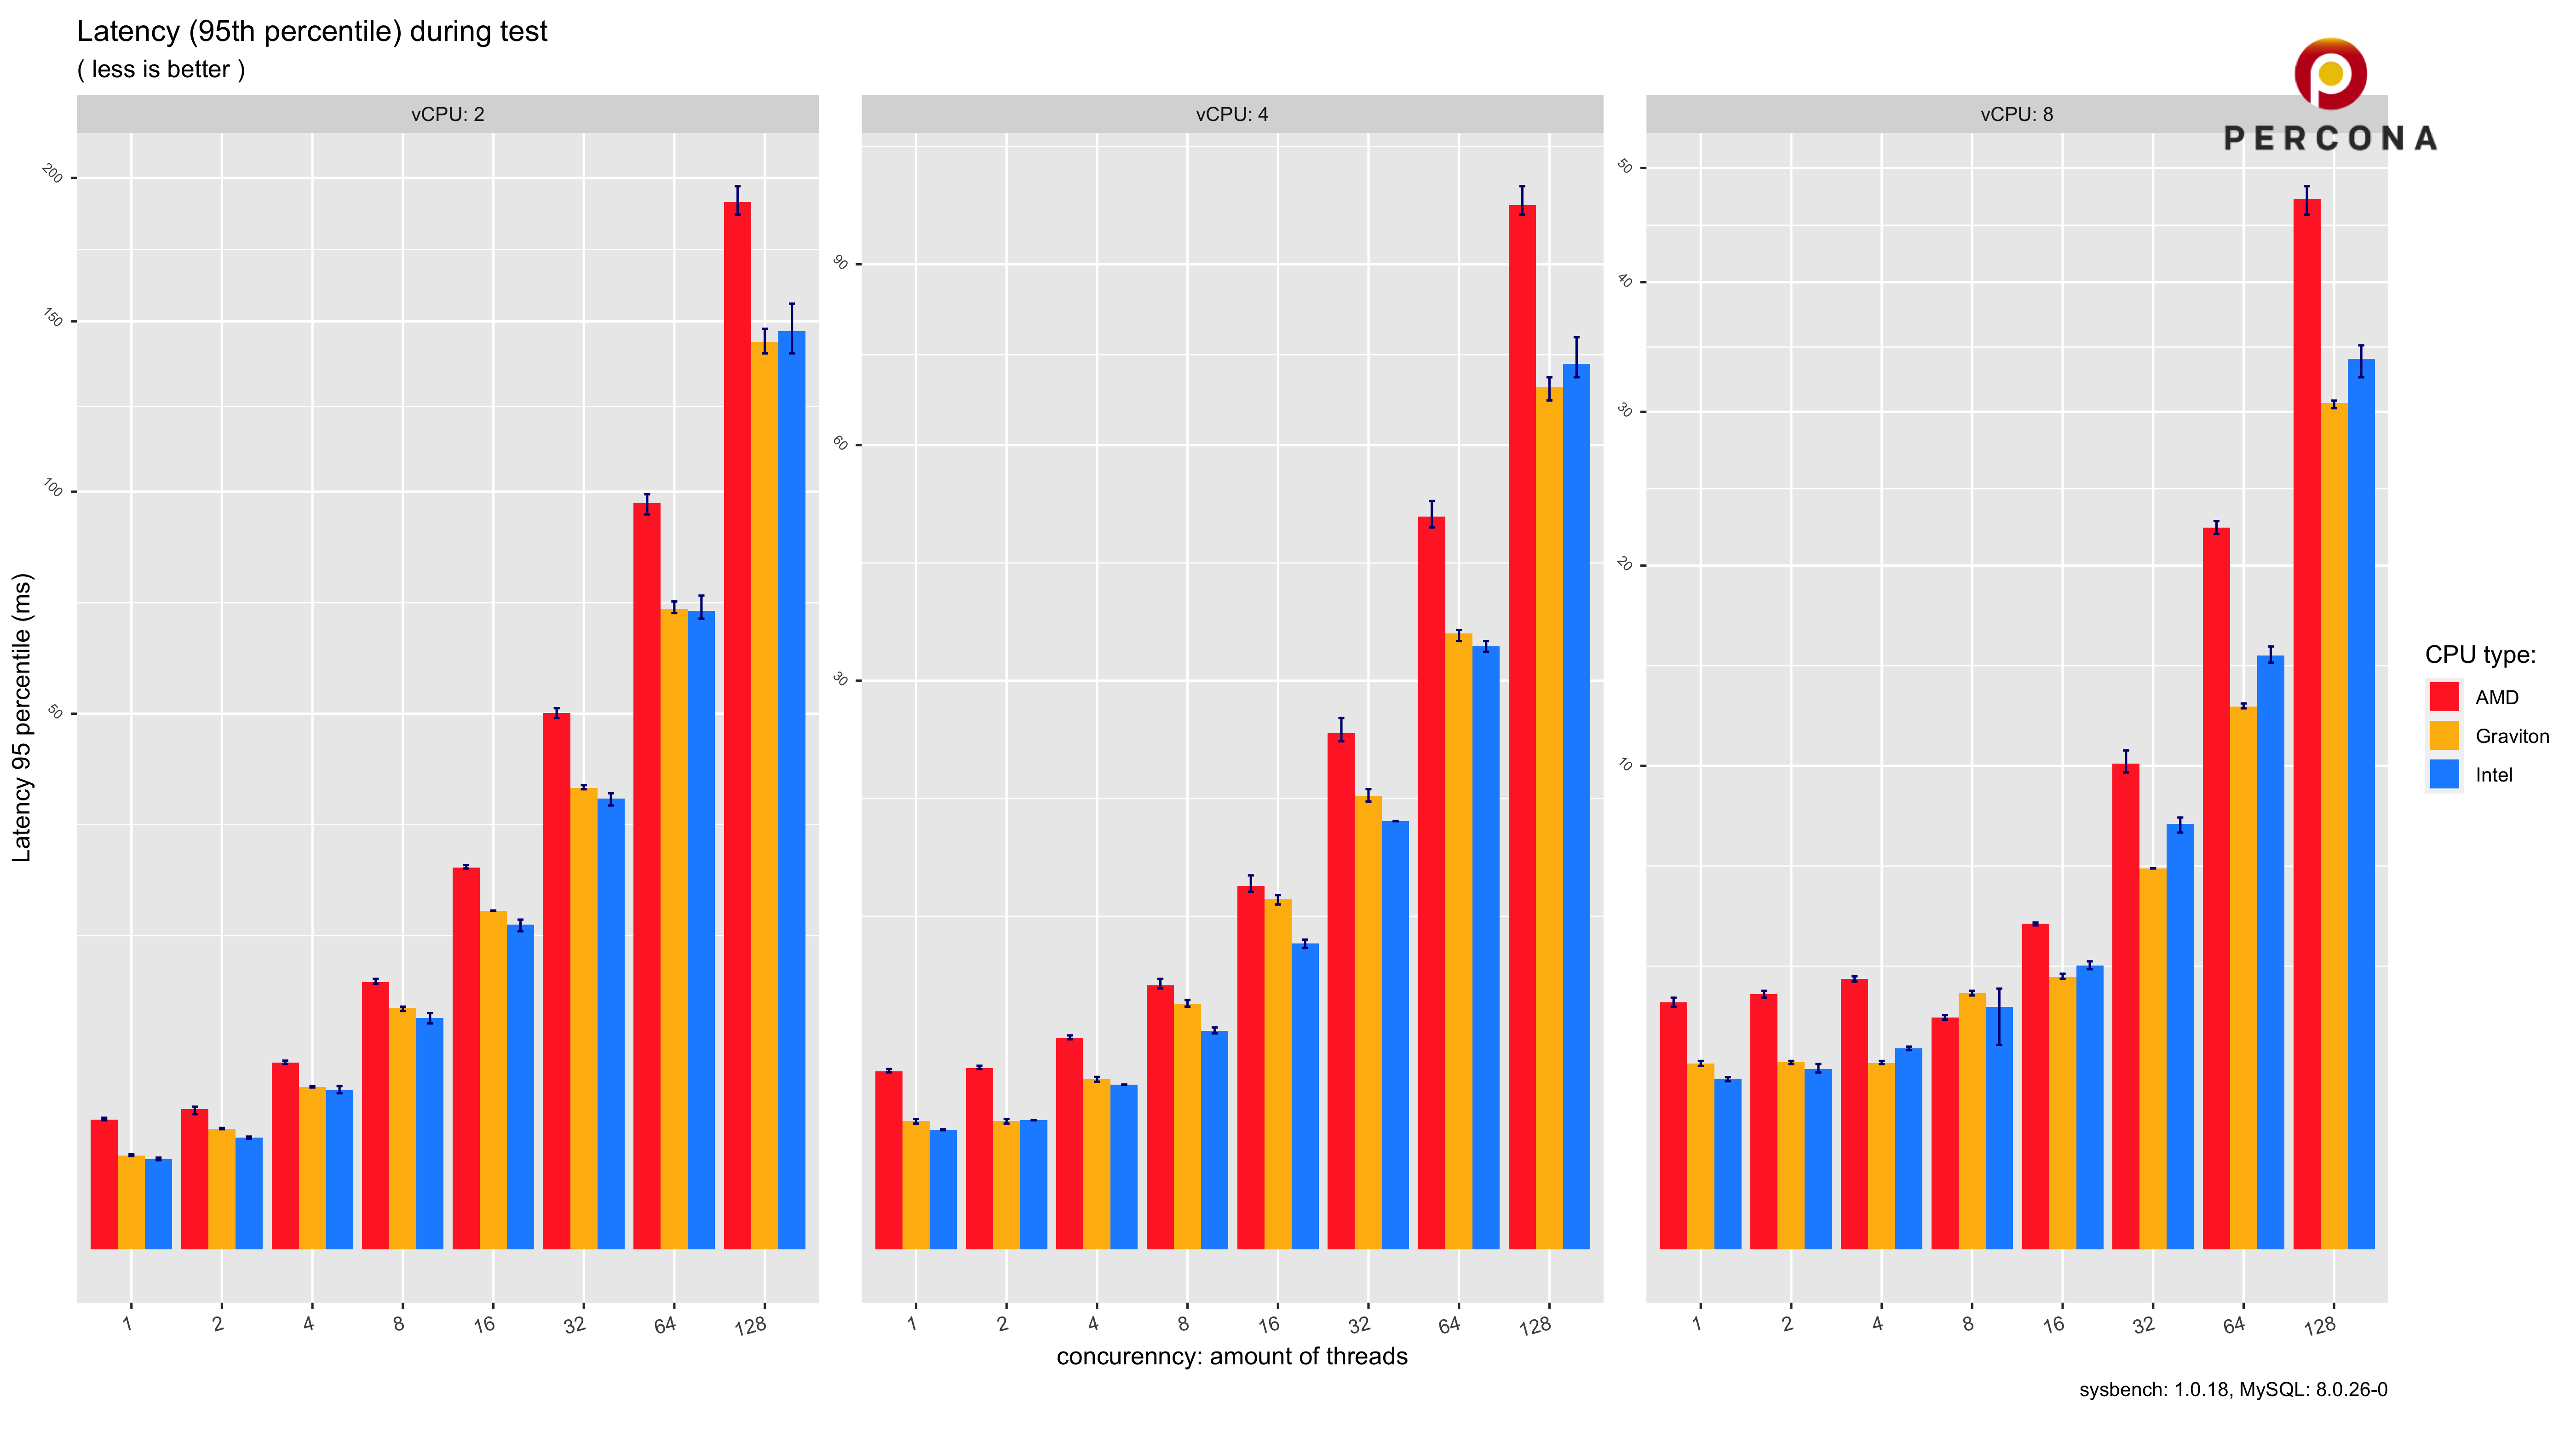 Latency (95th percentile) during test
( less is better )
PERCONA
vCPU: 2
vCPU: 4
vCPU: 8
Latency 95 percentile (ms)
200
150
100
50
90
60
30
50
40
30
20
10
1 2 4 8 16 32 64 128
1 2 4 8 16 32 64 128
1 2 4 8 16 32 64 128
concurenncy: amount of threads
CPU type:
AMD
Graviton
Intel
sysbench: 1.0.18, MySQL: 8.0.26-0